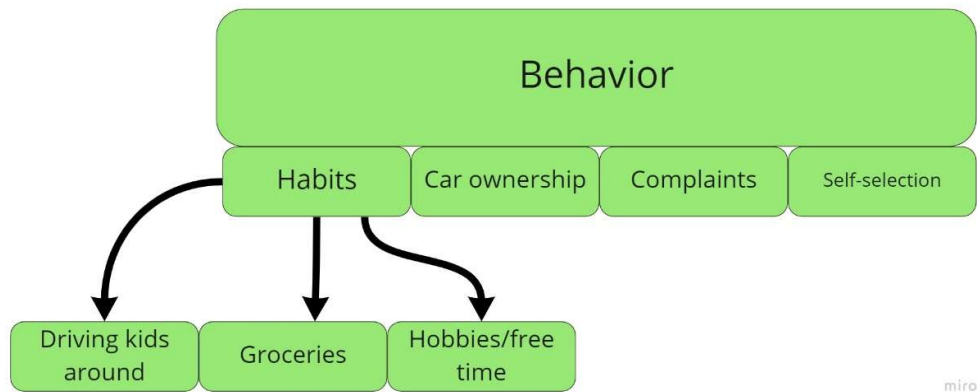 Behavior
Habits
Car ownership
Complaints
Self-selection
Driving kids
around
Groceries
Hobbies/free
time
miro